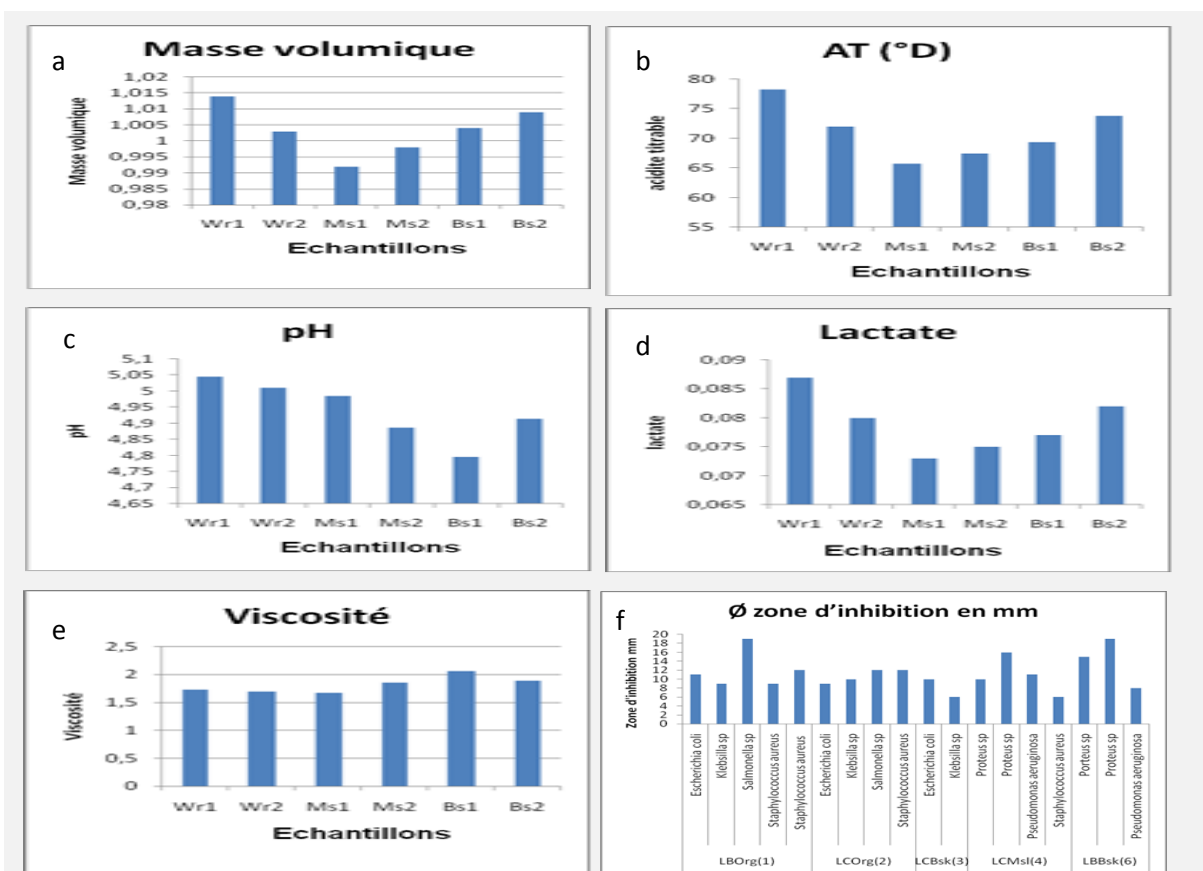 a
Masse volumique
1,02
1,015
1,01
1,005
1
0,995
0,99
0,985
0,98
Masse volumique
Wr1 Wr2 Ms1 Ms2 Bs1 Bs2
Echantillons
b
AT (°D)
80
75
70
65
60
55
acidite titrable
Wr1 Wr2 Ms1 Ms2 Bs1 Bs2
Echantillons
c
pH
5,1
5,05
5
4,95
4,9
4,85
4,8
4,75
4,7
4,65
pH
Wr1 Wr2 Ms1 Ms2 Bs1 Bs2
Echantillons
d
Lactate
0,09
0,085
0,08
0,075
0,07
0,065
lactate
Wr1 Wr2 Ms1 Ms2 Bs1 Bs2
Echantillons
e
Viscosité
2,5
2
1,5
1
0,5
0
Viscosité
Wr1 Wr2 Ms1 Ms2 Bs1 Bs2
Echantillons
f
Ø zone d’inhibition en mm
20
18
16
14
12
10
8
6
4
2
0
Zone d'inhibition mm
Escherichia coli
Klebsilla sp
Salmonella sp
Staphylococcus aureus
Staphylococcus aureus
Escherichia coli
Klebsilla sp
Salmonella sp
Staphylococcus aureus
Escherichia coli
Klebsilla sp
Proteus sp
Proteus sp
Pseudomonas aeruginosa
Staphylococcus aureus
Porteus sp
Proteus sp
Pseudomonas aeruginosa
LBOrg(1) LCOrg(2) LCBsk(3) LCMsl(4) LBBsk(6)